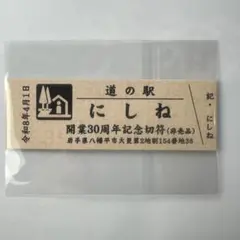 令和8年4月1日
道の駅
にしね
開業30周年記念切符(非売品)
岩手県八幡平市大更第2地割154番地36
記・にしね